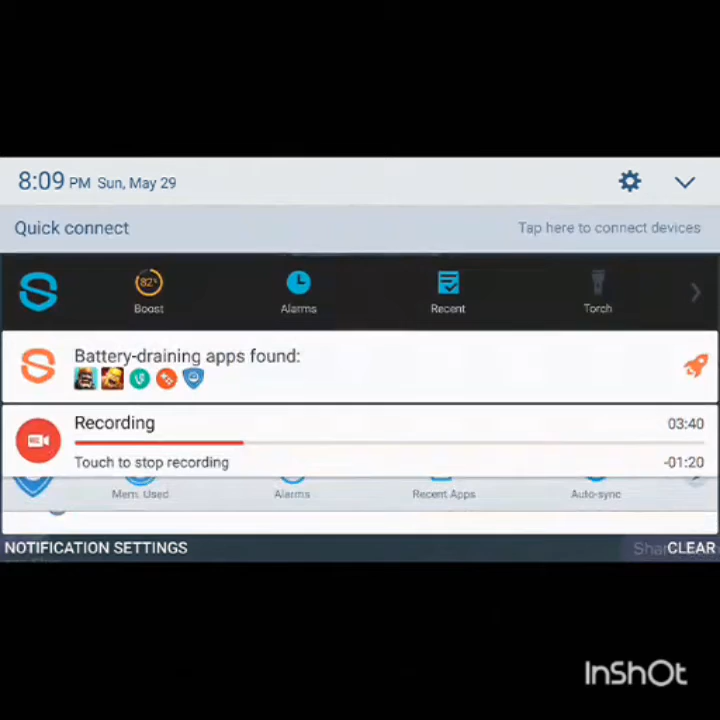 8:09 PM Sun, May 29
Quick connect
Tap here to connect devices
82%
Boost
Alarms
Recent
Torch
Battery-draining apps found:
Recording
03:40
REC
Touch to stop recording
-01:20
Mem. Used
Alarms
Recent Apps
Auto-sync
NOTIFICATION SETTINGS
CLEAR
InShOt